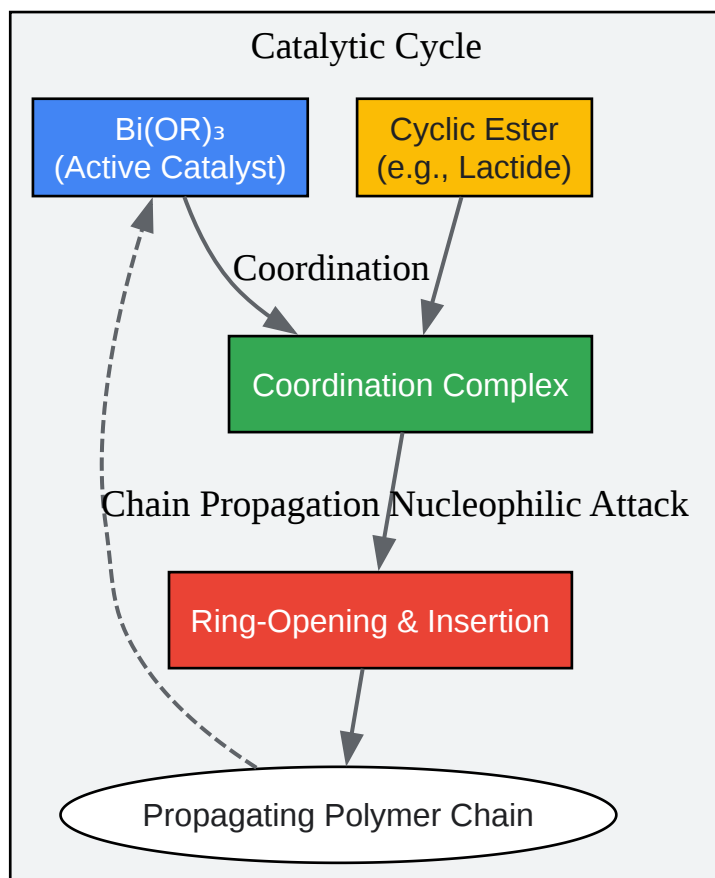 Catalytic Cycle
Bi(OR)₃
(Active Catalyst)
Cyclic Ester
(e.g., Lactide)
Coordination
Coordination Complex
Chain Propagation
Nucleophilic Attack
Ring-Opening & Insertion
Propagating Polymer Chain